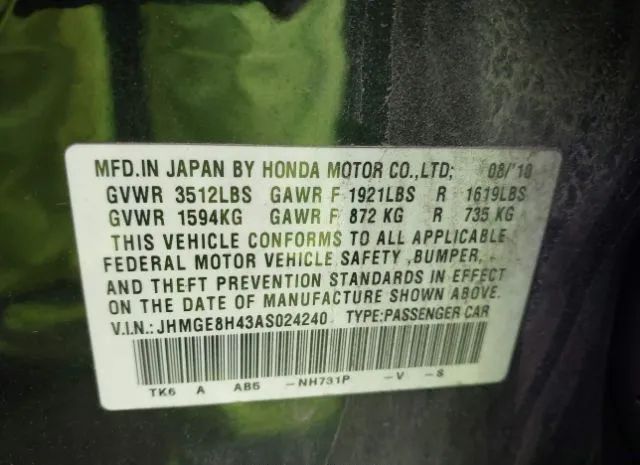 MFD.IN JAPAN BY HONDA MOTOR CO.,LTD; 08/'10
GVWR 3512LBS GAWR F 1921LBS R 1619LBS
GVWR 1594KG GAWR F 872 KG R 735 KG
THIS VEHICLE CONFORMS TO ALL APPLICABLE
FEDERAL MOTOR VEHICLE SAFETY ,BUMPER,
AND THEFT PREVENTION STANDARDS IN EFFECT
ON THE DATE OF MANUFACTURE SHOWN ABOVE.
V.I.N.: JHMGE8H43AS024240 TYPE:PASSENGER CAR
TK6 A AB5 -NH731P -V -S